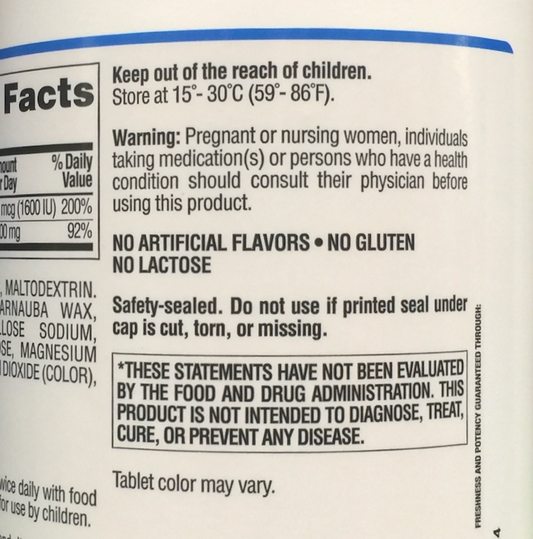 Facts
% Daily
r Day Value
mcg (1600 IU) 200%
00 mg 92%
, MALTODEXTRIN.
ARNAUBA WAX,
LOSE SODIUM,
SE, MAGNESIUM
DIOXIDE (COLOR),
wice daily with food
for use by children.
Keep out of the reach of children.
Store at 15°- 30°C (59°- 86°F).
Warning: Pregnant or nursing women, individuals
taking medication(s) or persons who have a health
condition should consult their physician before
using this product.
NO ARTIFICIAL FLAVORS • NO GLUTEN
NO LACTOSE
Safety-sealed. Do not use if printed seal under
cap is cut, torn, or missing.
*THESE STATEMENTS HAVE NOT BEEN EVALUATED
BY THE FOOD AND DRUG ADMINISTRATION. THIS
PRODUCT IS NOT INTENDED TO DIAGNOSE, TREAT,
CURE, OR PREVENT ANY DISEASE.
Tablet color may vary.
FRESHNESS AND POTENCY GUARANTEED THROUGH: